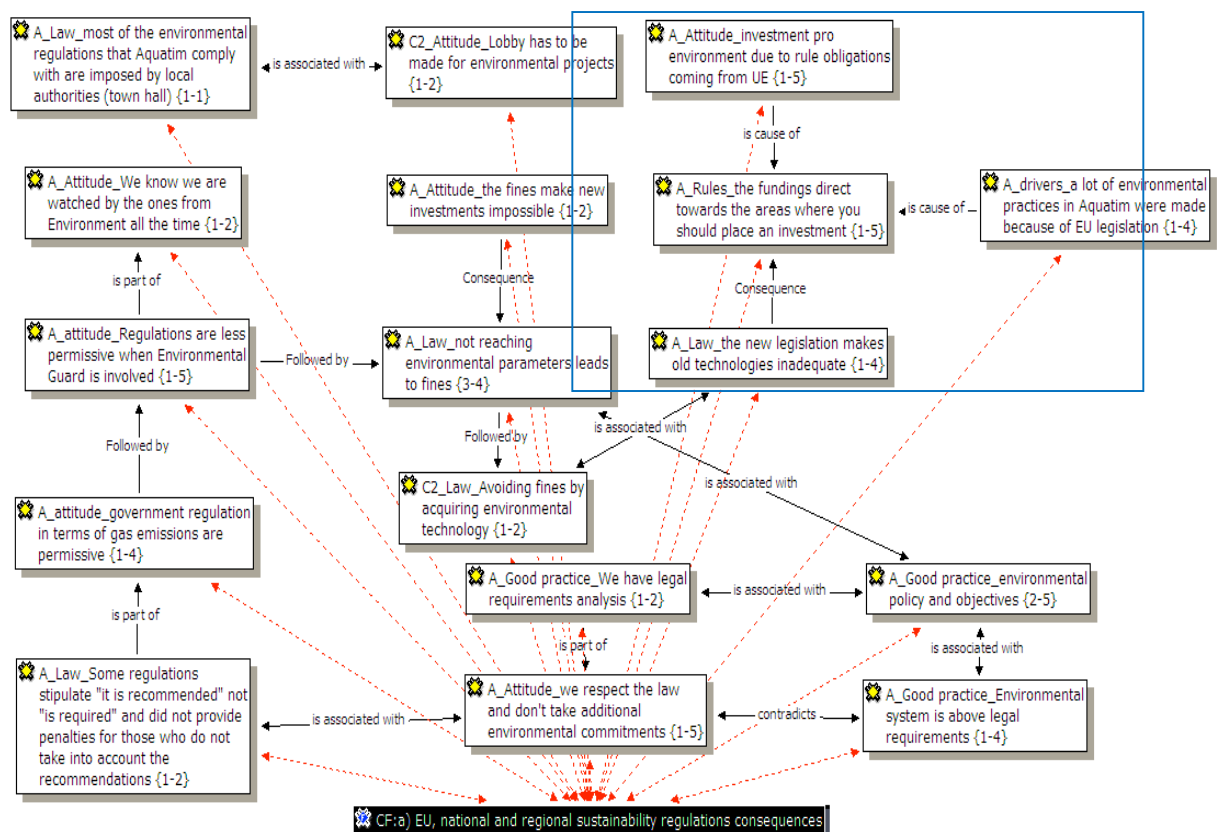 A_Law_most of the environmental
regulations that Aquatim comply
with are imposed by local
authorities (town hall) {1-1}
is associated with
C2_Attitude_Lobby has to be
made for environmental projects
{1-2}
A_Attitude_investment pro
environment due to rule obligations
coming from UE {1-5}
is cause of
A_Attitude_We know we are
watched by the ones from
Environment all the time {1-2}
A_Attitude_the fines make new
investments impossible {1-2}
A_Rules_the fundings direct
towards the areas where you
should place an investment {1-5}
is cause of
A_drivers_a lot of environmental
practices in Aquatim were made
because of EU legislation {1-4}
is part of
Consequence
Consequence
A_attitude_Regulations are less
permissive when Environmental
Guard is involved {1-5}
Followed by
A_Law_not reaching
environmental parameters leads
to fines {3-4}
A_Law_the new legislation makes
old technologies inadequate {1-4}
Followed by
Followed by
is associated with
is associated with
C2_Law_Avoiding fines by
acquiring environmental
technology {1-2}
A_attitude_government regulation
in terms of gas emissions are
permissive {1-4}
A_Good practice_We have legal
requirements analysis {1-2}
is associated with
A_Good practice_environmental
policy and objectives {2-5}
is part of
is part of
is associated with
A_Law_Some regulations
stipulate "it is recommended" not
"is required" and did not provide
penalties for those who do not
take into account the
recommendations {1-2}
is associated with
A_Attitude_we respect the law
and don't take additional
environmental commitments {1-5}
contradicts
A_Good practice_Environmental
system is above legal
requirements {1-4}
CF:a) EU, national and regional sustainability regulations consequences